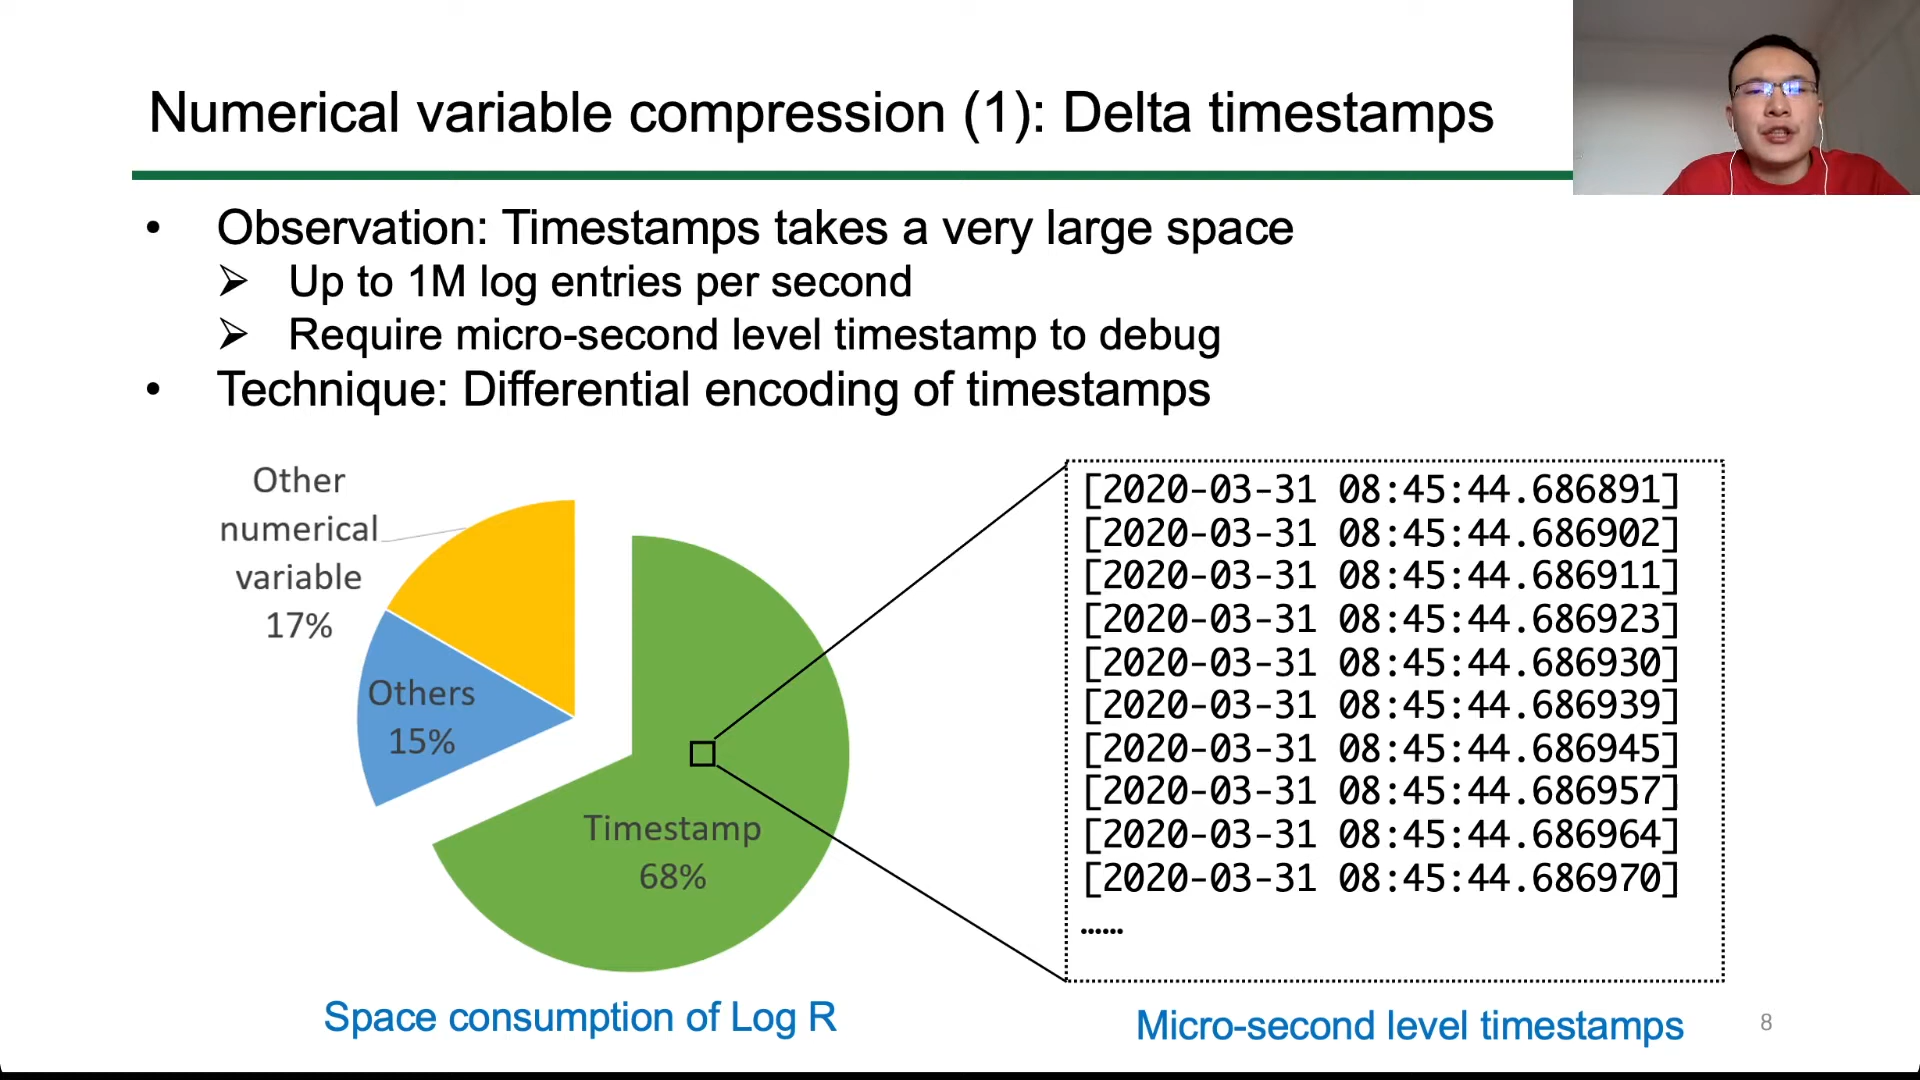 Numerical variable compression (1): Delta timestamps
• Observation: Timestamps takes a very large space
➢ Up to 1M log entries per second
➢ Require micro-second level timestamp to debug
• Technique: Differential encoding of timestamps
Other
numerical
variable
17%
Others
15%
Timestamp
68%
Space consumption of Log R
[2020-03-31 08:45:44.686891]
[2020-03-31 08:45:44.686902]
[2020-03-31 08:45:44.686911]
[2020-03-31 08:45:44.686923]
[2020-03-31 08:45:44.686930]
[2020-03-31 08:45:44.686939]
[2020-03-31 08:45:44.686945]
[2020-03-31 08:45:44.686957]
[2020-03-31 08:45:44.686964]
[2020-03-31 08:45:44.686970]
......
Micro-second level timestamps
8